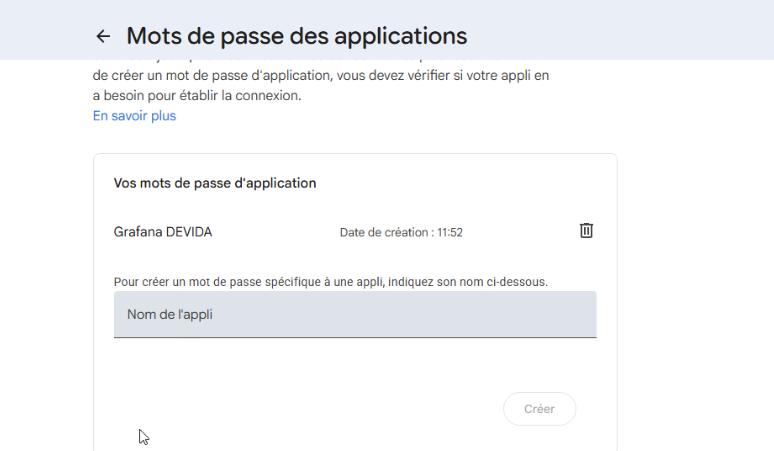 Mots de passe des applications
de créer un mot de passe d'application, vous devez vérifier si votre appli en
a besoin pour établir la connexion.
En savoir plus
Vos mots de passe d'application
Grafana DEVIDA
Date de création : 11:52
Pour créer un mot de passe spécifique à une appli, indiquez son nom ci-dessous.
Nom de l'appli
Créer